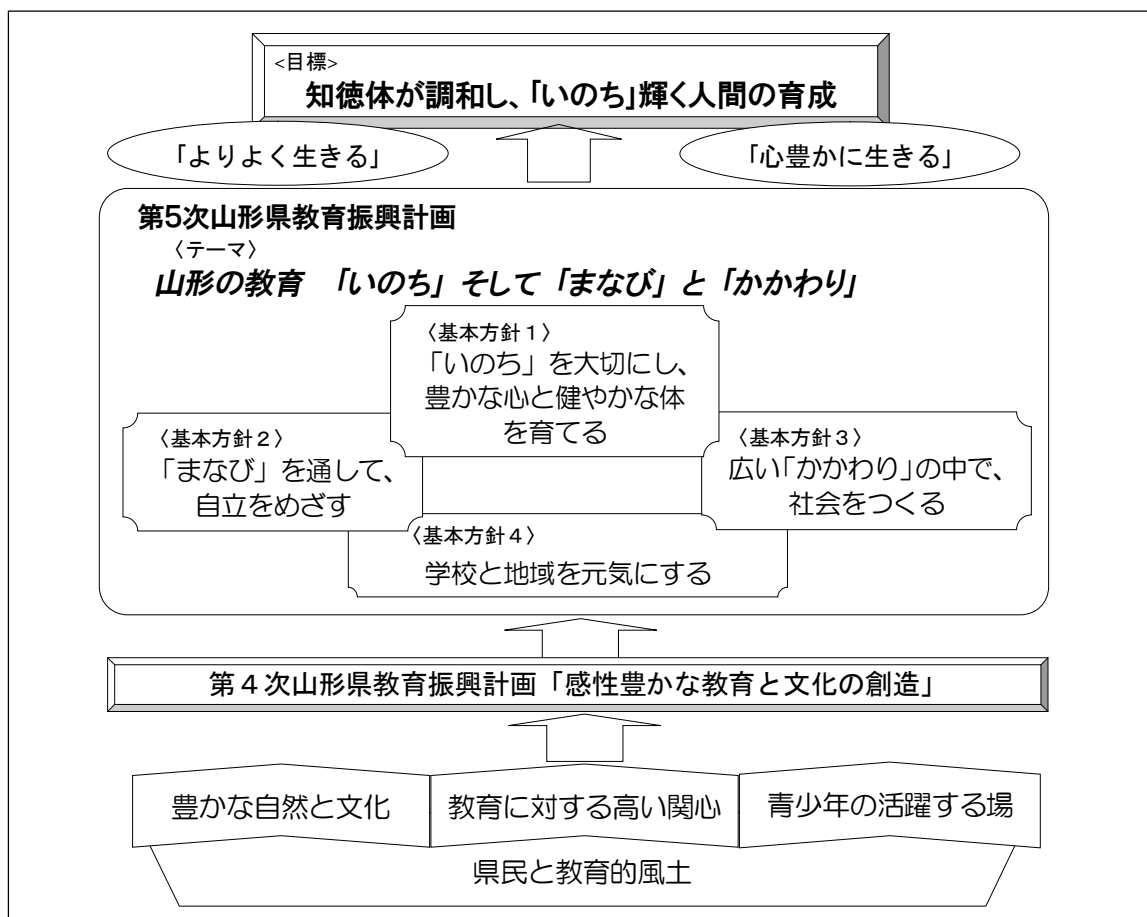 <目標>
知徳体が調和し、「いのち」輝く人間の育成
「よりよく生きる」
「心豊かに生きる」
第5次山形県教育振興計画
〈テーマ〉
山形の教育　「いのち」そして「まなび」と「かかわり」
〈基本方針１〉
「いのち」を大切にし、
豊かな心と健やかな体
を育てる
〈基本方針２〉
「まなび」を通して、
自立をめざす
〈基本方針３〉
広い「かかわり」の中で、
社会をつくる
〈基本方針４〉
学校と地域を元気にする
第４次山形県教育振興計画「感性豊かな教育と文化の創造」
豊かな自然と文化
教育に対する高い関心
青少年の活躍する場
県民と教育的風土